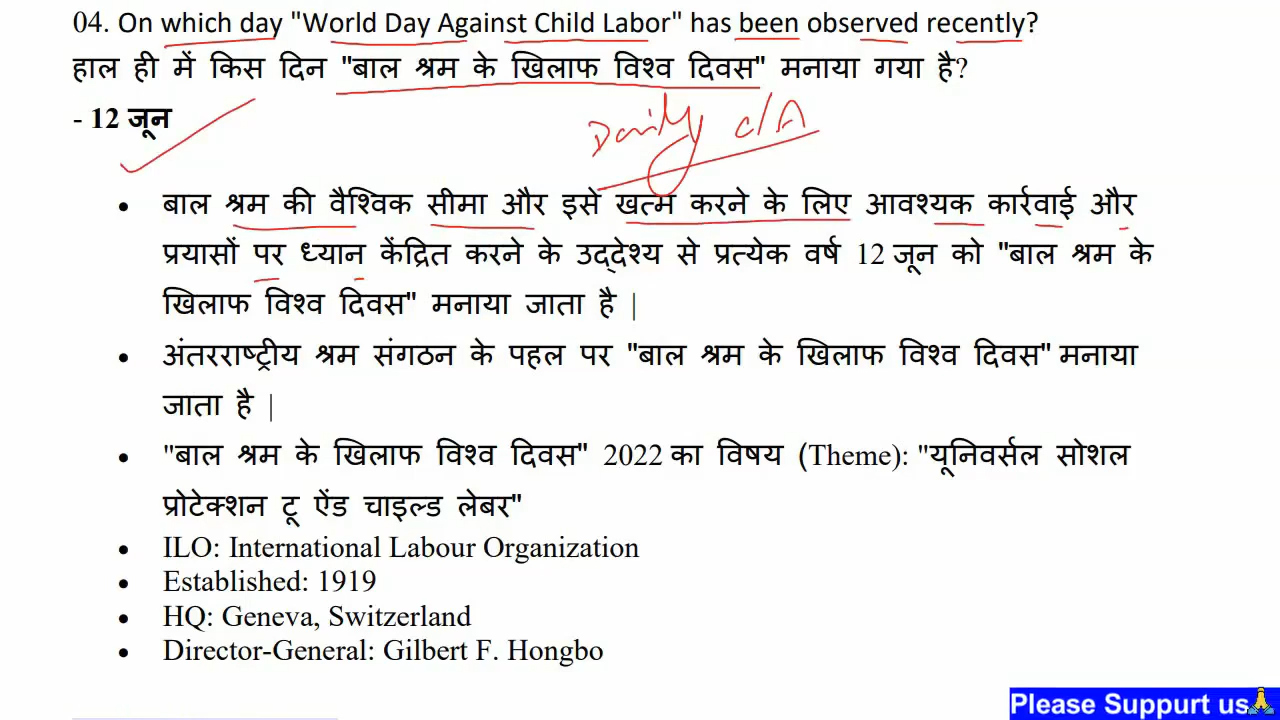 04. On which day "World Day Against Child Labor" has been observed recently?
हाल ही में किस दिन "बाल श्रम के खिलाफ विश्व दिवस" मनाया गया है?
- 12 जून
Daily C/A
• बाल श्रम की वैश्विक सीमा और इसे खत्म करने के लिए आवश्यक कार्रवाई और
प्रयासों पर ध्यान केंद्रित करने के उद्देश्य से प्रत्येक वर्ष 12 जून को "बाल श्रम के
खिलाफ विश्व दिवस" मनाया जाता है |
• अंतरराष्ट्रीय श्रम संगठन के पहल पर "बाल श्रम के खिलाफ विश्व दिवस" मनाया
जाता है |
• "बाल श्रम के खिलाफ विश्व दिवस" 2022 का विषय (Theme): "यूनिवर्सल सोशल
प्रोटेक्शन टू ऐंड चाइल्ड लेबर"
• ILO: International Labour Organization
• Established: 1919
• HQ: Geneva, Switzerland
• Director-General: Gilbert F. Hongbo
Please Suppurt us🙏